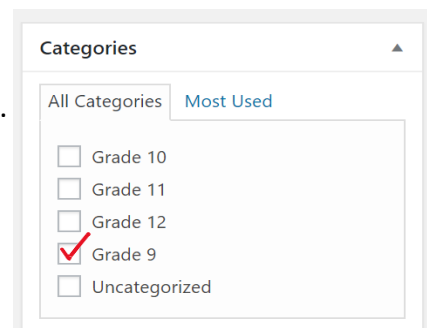 Categories
All Categories Most Used
.
Grade 10
Grade 11
Grade 12
Grade 9
Uncategorized